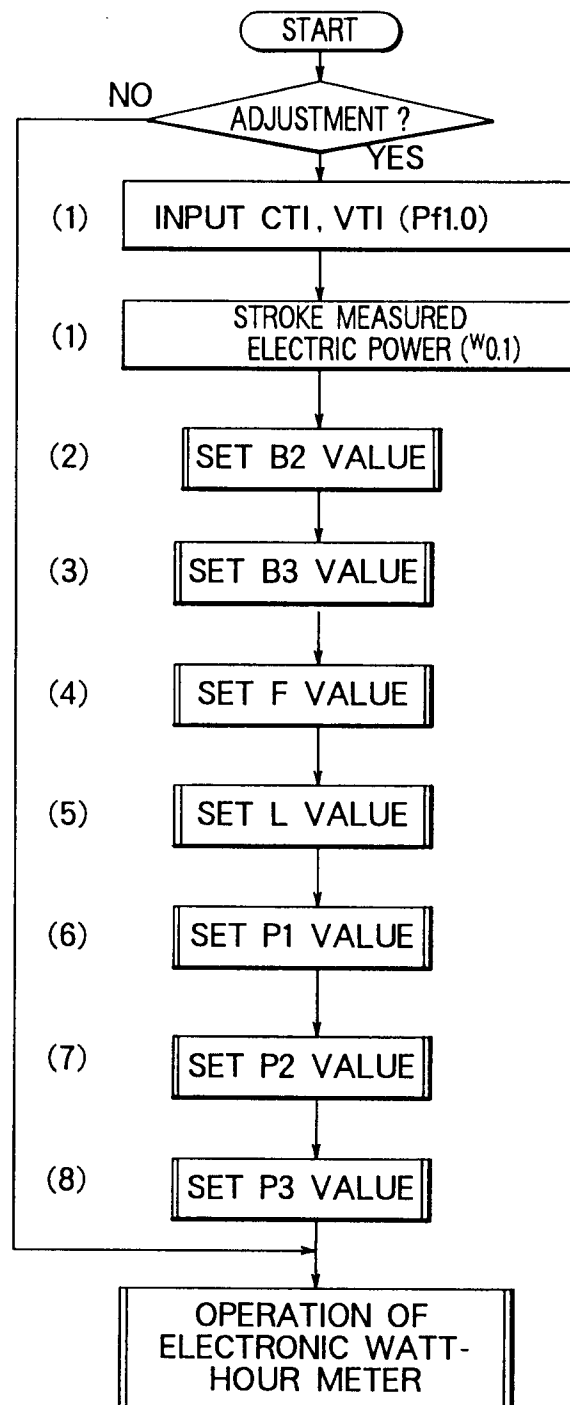 START
NO
ADJUSTMENT ?
YES
(1)
INPUT CTI, VTI (Pf1.0)
(1)
STROKE MEASURED
ELECTRIC POWER (W0.1)
(2)
SET B2 VALUE
(3)
SET B3 VALUE
(4)
SET F VALUE
(5)
SET L VALUE
(6)
SET P1 VALUE
(7)
SET P2 VALUE
(8)
SET P3 VALUE
OPERATION OF
ELECTRONIC WATT-
HOUR METER